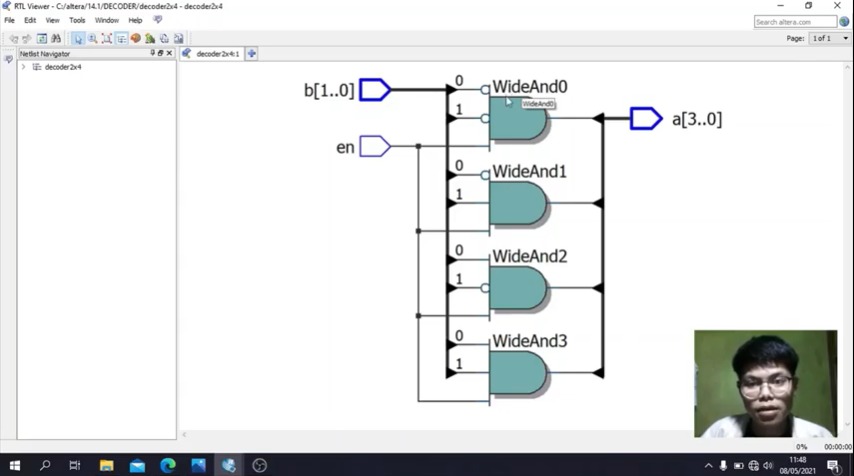 RTL Viewer - C:/altera/14.1/DECODER/decoder2x4 - decoder2x4
File Edit View Tools Window Help
Search altera.com
Page: 1 of 1
Netlist Navigator
decoder2x4:1
decoder2x4
b[1..0]
0
WideAnd0
WideAnd0
1
a[3..0]
en
0
WideAnd1
1
0
WideAnd2
1
0
WideAnd3
1
0% 00:00:00
11:48
08/05/2021